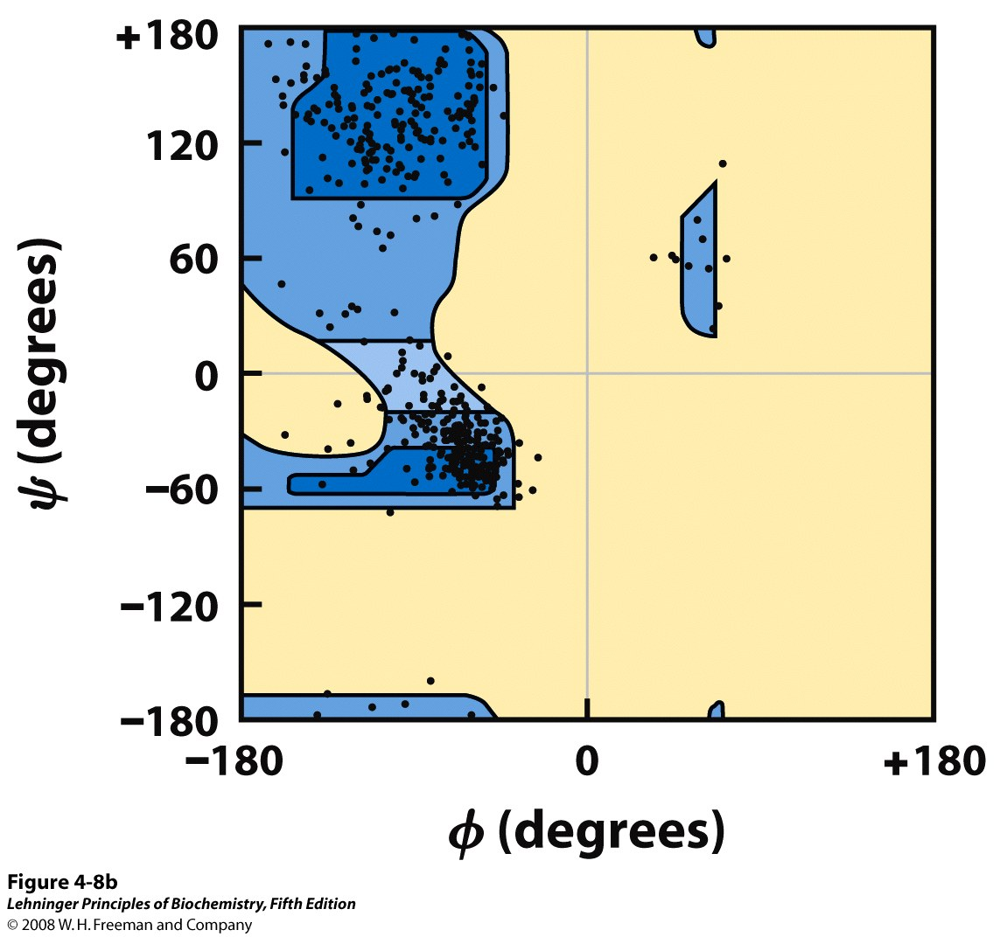 +180
120
60
0
−60
−120
−180
ψ (degrees)
−180 0 +180
ϕ (degrees)
Figure 4-8b
Lehninger Principles of Biochemistry, Fifth Edition
© 2008 W. H. Freeman and Company